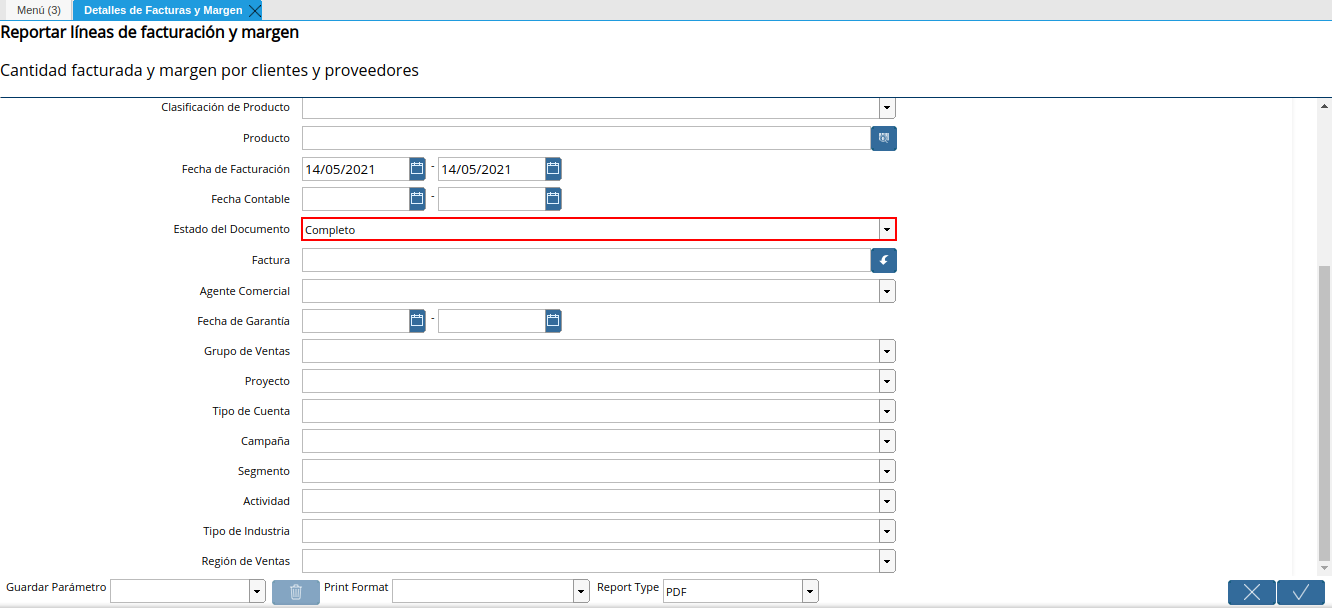 Menú (3) Detalles de Facturas y Margen
Reportar líneas de facturación y margen
Cantidad facturada y margen por clientes y proveedores
Clasificación de Producto
Producto
Fecha de Facturación 14/05/2021 - 14/05/2021
Fecha Contable -
Estado del Documento Completo
Factura
Agente Comercial
Fecha de Garantía -
Grupo de Ventas
Proyecto
Tipo de Cuenta
Campaña
Segmento
Actividad
Tipo de Industria
Región de Ventas
Guardar Parámetro Print Format Report Type PDF